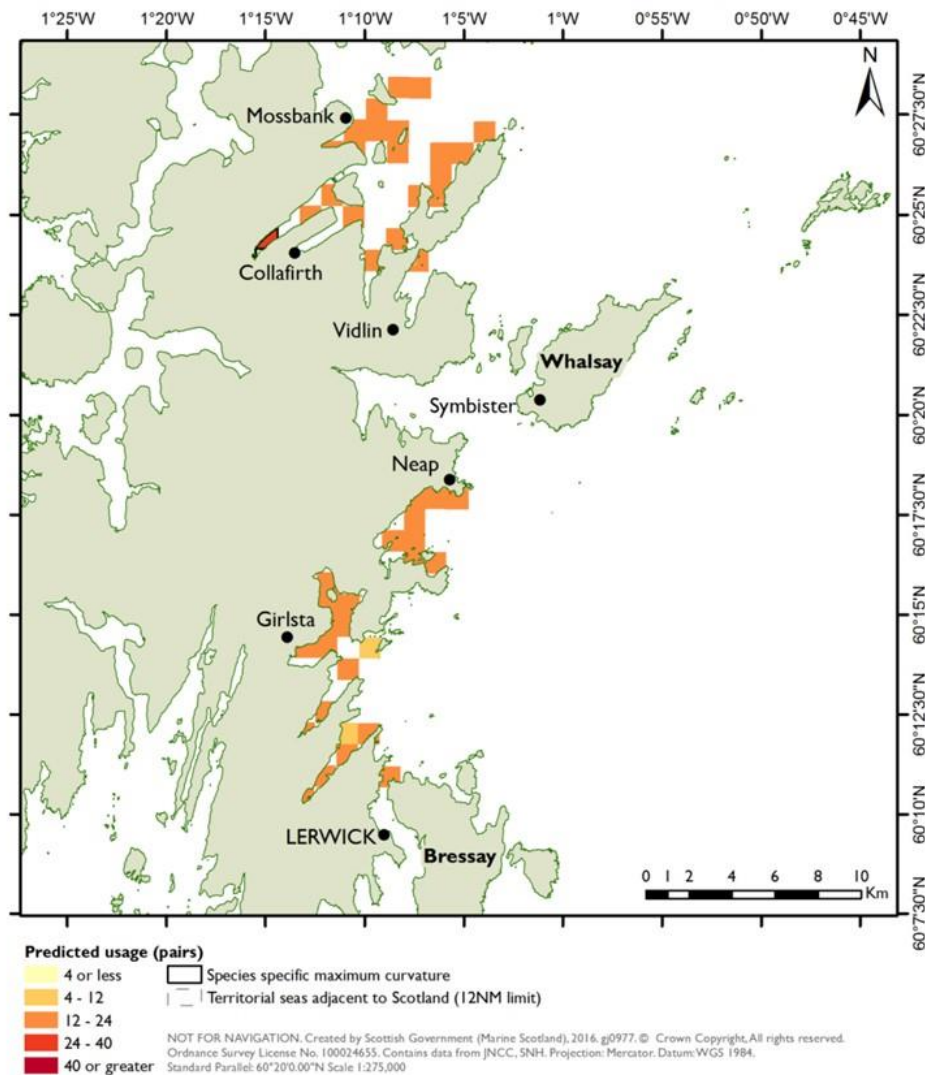 1°25'W 1°20'W 1°15'W 1°10'W 1°5'W 1°0'W 0°55'W 0°50'W 0°45'W
N
Mossbank
60°27'30"N
60°25'0"N
Collafirth
60°22'30"N
Vidlin
Whalsay
60°20'0"N
Symbister
Neap
60°17'30"N
60°15'0"N
Girlsta
60°12'30"N
60°10'0"N
LERWICK
Bressay
0 1 2 4 6 8 10
Km
60°7'30"N
Predicted usage (pairs)
4 or less
4 - 12
12 - 24
24 - 40
40 or greater
Species specific maximum curvature
Territorial seas adjacent to Scotland (12NM limit)
NOT FOR NAVIGATION. Created by Scottish Government (Marine Scotland), 2016. gj0977. © Crown Copyright, All rights reserved.
Ordnance Survey License No. 100024655. Contains data from JNCC, SNH. Projection: Mercator. Datum: WGS 1984.
Standard Parallel: 60°20'0.00"N Scale 1:275,000